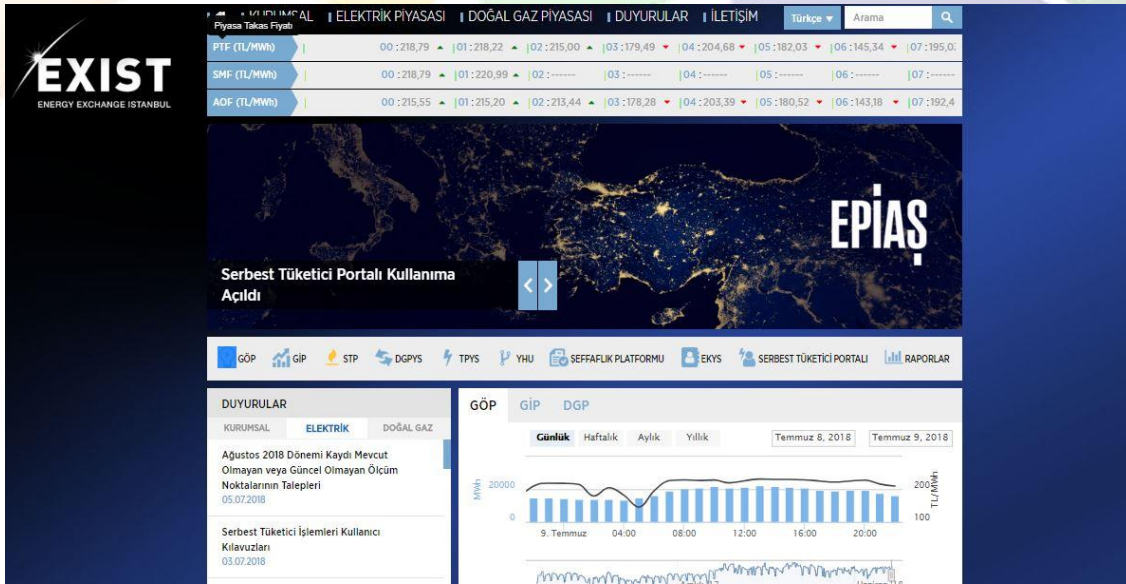 KURUMSAL ELEKTRİK PİYASASI DOĞAL GAZ PİYASASI DUYURULAR İLETİŞİM Türkçe Arama
Piyasa Takas Fiyatı
PTF (TL/MWh) 00 :218,79 01 :218,22 02 :215,00 03 :179,49 04 :204,68 05 :182,03 06 :145,34 07 :195,0
SMF (TL/MWh) 00 :218,79 01 :220,99 02 :------ 03 :------ 04 :------ 05 :------ 06 :------ 07 :------
AOF (TL/MWh) 00 :215,55 01 :215,20 02 :213,44 03 :178,28 04 :203,39 05 :180,52 06 :143,18 07 :192,4
EXIST
ENERGY EXCHANGE ISTANBUL
EPİAŞ
Serbest Tüketici Portalı Kullanıma
Açıldı
GÖP GİP STP DGPYS TPYS YHU ŞEFFAFLIK PLATFORMU EKYS SERBEST TÜKETİCİ PORTALI RAPORLAR
DUYURULAR
KURUMSAL ELEKTRİK DOĞAL GAZ
Ağustos 2018 Dönemi Kaydı Mevcut
Olmayan veya Güncel Olmayan Ölçüm
Noktalarının Talepleri
05.07.2018
Serbest Tüketici İşlemleri Kullanıcı
Kılavuzları
03.07.2018
GÖP GİP DGP
Günlük Haftalık Aylık Yıllık Temmuz 8, 2018 Temmuz 9, 2018
MWh
20000
0
200
100
TL/MWh
9. Temmuz 04:00 08:00 12:00 16:00 20:00